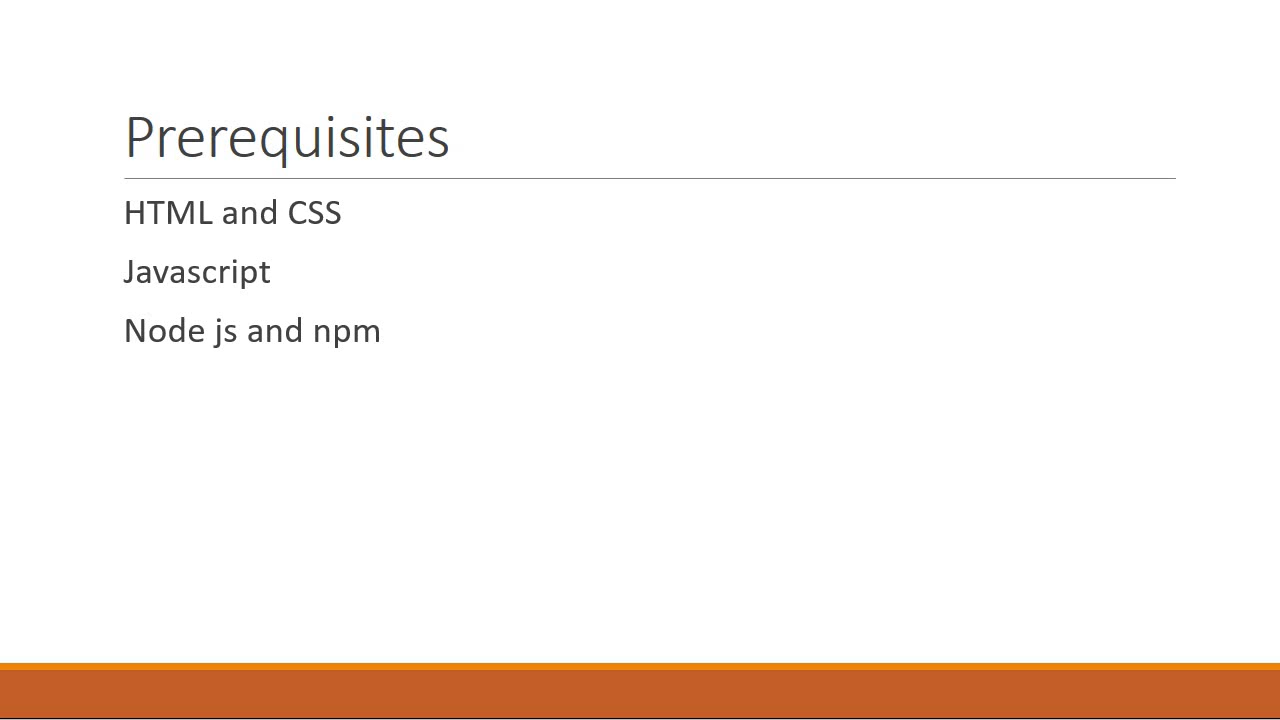 Prerequisites
HTML and CSS
Javascript
Node js and npm